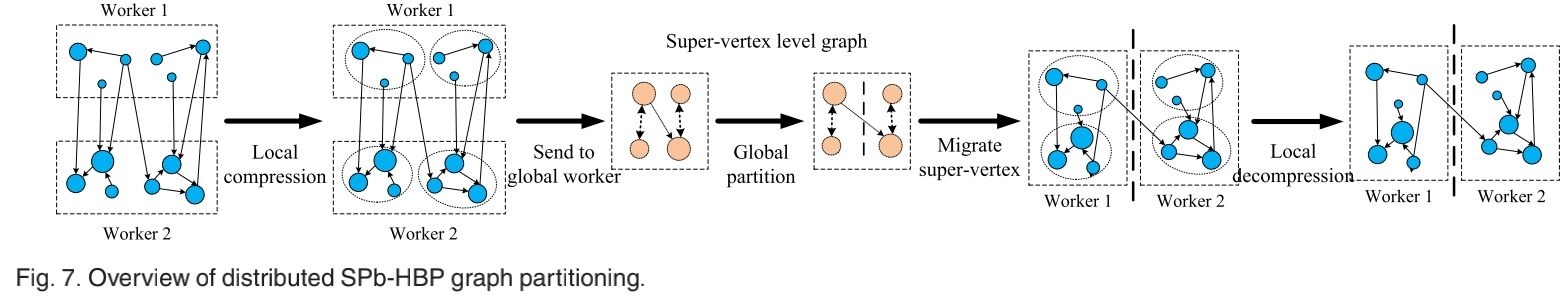 Worker 1
Worker 2
Local
compression
Worker 1
Worker 2
Send to
global worker
Super-vertex level graph
Global
partition
Migrate
super-vertex
Worker 1
Worker 2
Local
decompression
Worker 1
Worker 2
Fig. 7. Overview of distributed SPb-HBP graph partitioning.